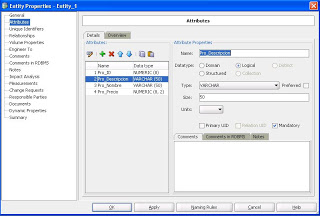 Entity Properties - Entity_1
General
Attributes
Unique Identifiers
Relationships
Volume Properties
Engineer To
Comments
Comments in RDBMS
Notes
Impact Analysis
Measurements
Change Requests
Responsible Parties
Documents
Dynamic Properties
Summary
Attributes
Details
Overview
Attributes:
Name
Data type
1 Pro_ID
NUMERIC (8)
2 Pro_Descripcion
VARCHAR (50)
3 Pro_Nombre
VARCHAR (50)
4 Pro_Precio
NUMERIC (8, 2)
Attribute Properties
Name:
Pro_Descripcion
Datatype:
Domain
Logical
Distinct
Structured
Collection
Type:
VARCHAR
Preferred
Size:
50
Units:
Primary UID
Relation UID
Mandatory
Comments
Comments in RDBMS
Notes
OK
Apply
Naming Rules
Cancel
Help